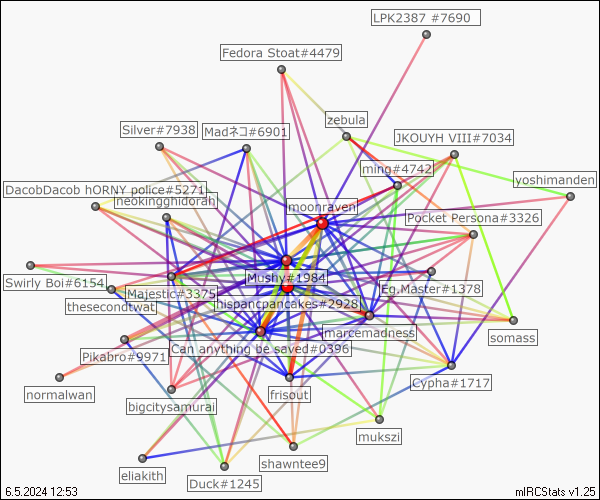 LPK2387 #7690
Fedora Stoat#4479
zebula
Silver#7938
Madネコ#6901
JKOUYH VIII#7034
ming#4742
yoshimanden
DacobDacob hORNY police#5271
neokingghidorah
moonraven
Pocket Persona#3326
Swirly Boi#6154
Mushy#1984
Eg.Master#1378
thesecondtwat
Majestic#3375
hispancpancakes#2928
marcemadness
somass
Pikabro#9971
Can anything be saved#0396
Cypha#1717
normalwan
frisout
bigcitysamurai
mukszi
shawntee9
eliakith
Duck#1245
6.5.2024 12:53
mIRCStats v1.25